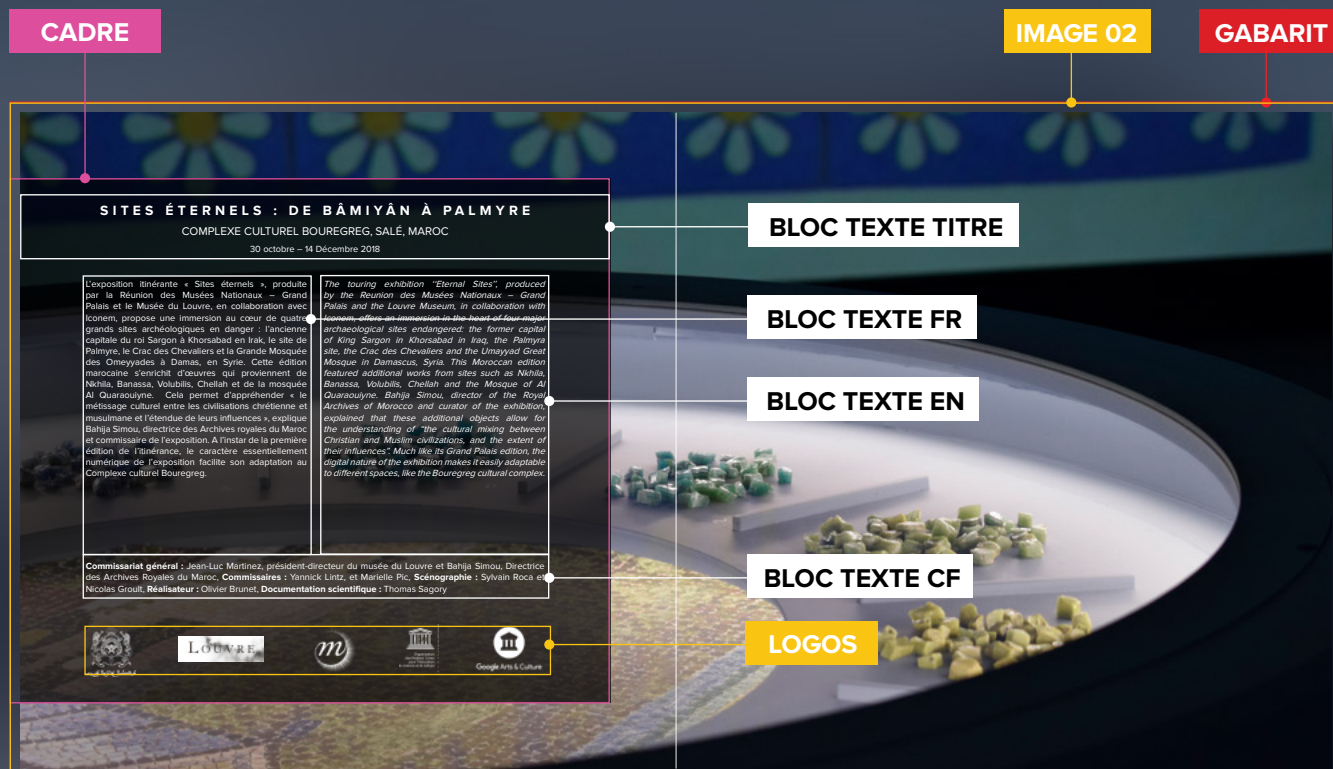 CADRE
IMAGE 02
GABARIT
SITES ÉTERNELS : DE BÂMIYÂN À PALMYRE
COMPLEXE CULTUREL BOUREGREG, SALÉ, MAROC
30 octobre – 14 Décembre 2018
BLOC TEXTE TITRE
L'exposition itinérante « Sites éternels », produite
par la Réunion des Musées Nationaux – Grand
Palais et le Musée du Louvre, en collaboration avec
Iconem, propose une immersion au cœur de quatre
grands sites archéologiques en danger : l'ancienne
capitale du roi Sargon à Khorsabad en Irak, le site de
Palmyre, le Crac des Chevaliers et la Grande Mosquée
des Omeyyades à Damas, en Syrie. Cette édition
marocaine s'enrichit d'œuvres qui proviennent de
Nkhila, Banassa, Volubilis, Chellah et de la mosquée
Al Quaraouiyne. Cela permet d'appréhender « le
métissage culturel entre les civilisations chrétienne et
musulmane et l'étendue de leurs influences », explique
Bahija Simou, directrice des Archives royales du Maroc
et commissaire de l'exposition. A l'instar de la première
édition de l'itinérance, le caractère essentiellement
numérique de l'exposition facilite son adaptation au
Complexe culturel Bouregreg.
The touring exhibition "Eternal Sites", produced
by the Reunion des Musées Nationaux – Grand
Palais and the Louvre Museum, in collaboration with
Iconem, offers an immersion in the heart of four major
archaeological sites endangered: the former capital
of King Sargon in Khorsabad in Iraq, the Palmyra
site, the Crac des Chevaliers and the Umayyad Great
Mosque in Damascus, Syria. This Moroccan edition
featured additional works from sites such as Nkhila,
Banassa, Volubilis, Chellah and the Mosque of Al
Quaraouiyne. Bahija Simou, director of the Royal
Archives of Morocco and curator of the exhibition,
explained that these additional objects allow for
the understanding of "the cultural mixing between
Christian and Muslim civilizations, and the extent of
their influences". Much like its Grand Palais edition, the
digital nature of the exhibition makes it easily adaptable
to different spaces, like the Bouregreg cultural complex.
BLOC TEXTE FR
BLOC TEXTE EN
Commissariat général : Jean-Luc Martinez, président-directeur du musée du Louvre et Bahija Simou, Directrice
des Archives Royales du Maroc, Commissaires : Yannick Lintz, et Marielle Pic, Scénographie : Sylvain Roca et
Nicolas Groult, Réalisateur : Olivier Brunet, Documentation scientifique : Thomas Sagory
BLOC TEXTE CF
LOUVRE
m
Google Arts & Culture
LOGOS